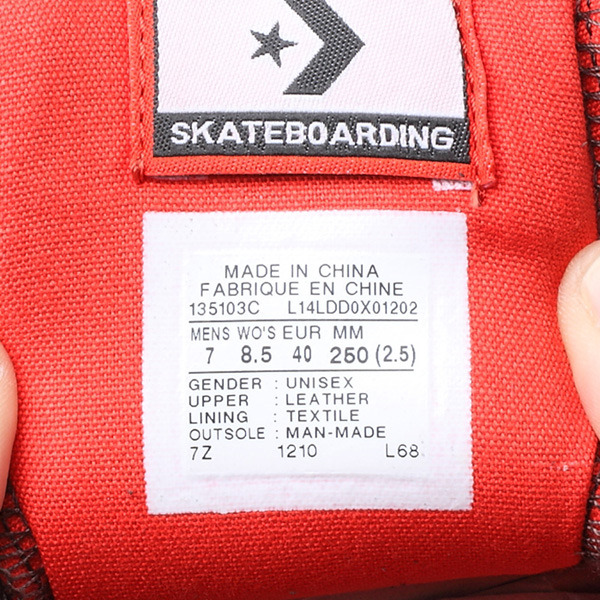 SKATEBOARDING
MADE IN CHINA
FABRIQUE EN CHINE
135103C L14LDD0X01202
MENS WO'S EUR MM
7 8.5 40 250 (2.5)
GENDER : UNISEX
UPPER : LEATHER
LINING : TEXTILE
OUTSOLE : MAN-MADE
7Z 1210 L68